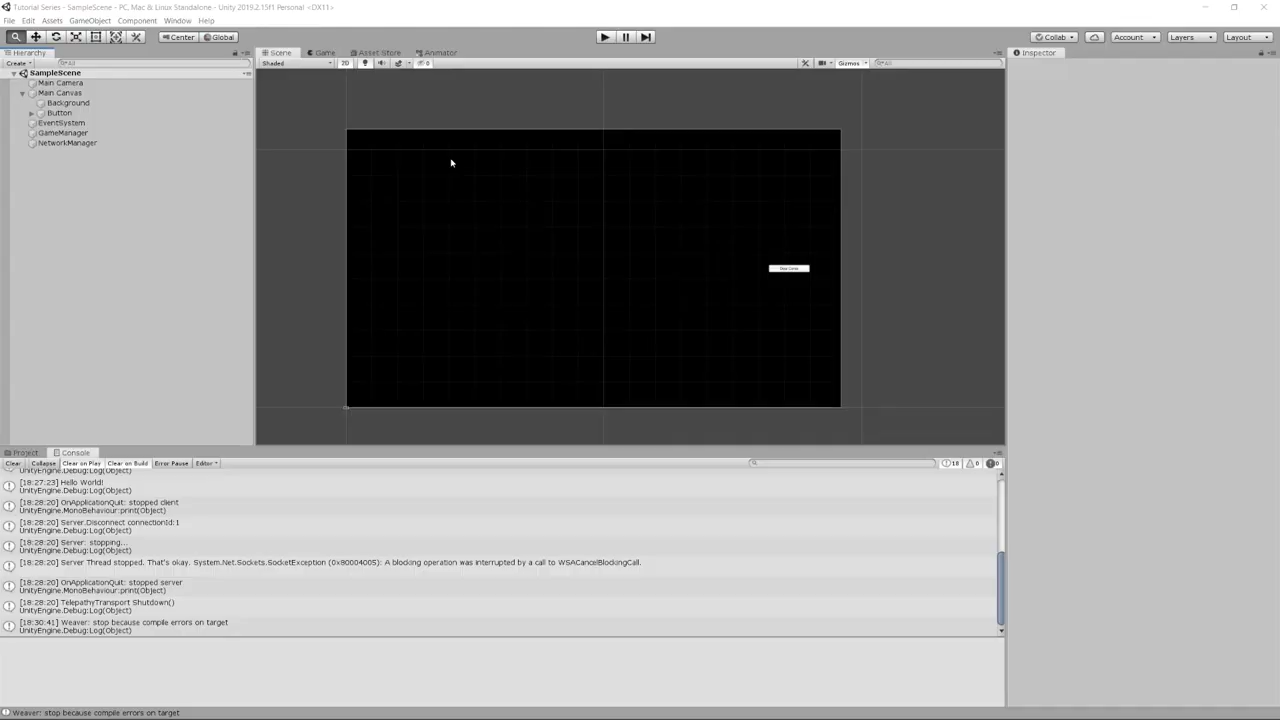 Tutorial Series - SampleScene - PC, Mac & Linux Standalone - Unity 2019.2.15f1 Personal <DX11>
File Edit Assets GameObject Component Window Help
Center Global Collab Account Layers Layout
Hierarchy Scene Game Asset Store Animator Inspector
Create All Shaded 2D 0 Gizmos All
SampleScene
Main Camera
Main Canvas
Background
Button
EventSystem
GameManager
NetworkManager
Project Console
Clear Collapse Clear on Play Clear on Build Error Pause Editor 18 0 0
UnityEngine.Debug:Log(Object)
[18:27:23] Hello World!
UnityEngine.Debug:Log(Object)
[18:28:20] OnApplicationQuit: stopped client
UnityEngine.MonoBehaviour:print(Object)
[18:28:20] Server.Disconnect connectionId:1
UnityEngine.Debug:Log(Object)
[18:28:20] Server: stopping...
UnityEngine.Debug:Log(Object)
[18:28:20] Server Thread stopped. That's okay. System.Net.Sockets.SocketException (0x80004005): A blocking operation was interrupted by a call to WSACancelBlockingCall.
[18:28:20] OnApplicationQuit: stopped server
UnityEngine.MonoBehaviour:print(Object)
[18:28:20] TelepathyTransport Shutdown()
UnityEngine.Debug:Log(Object)
[18:30:41] Weaver: stop because compile errors on target
UnityEngine.Debug:Log(Object)
Weaver: stop because compile errors on target